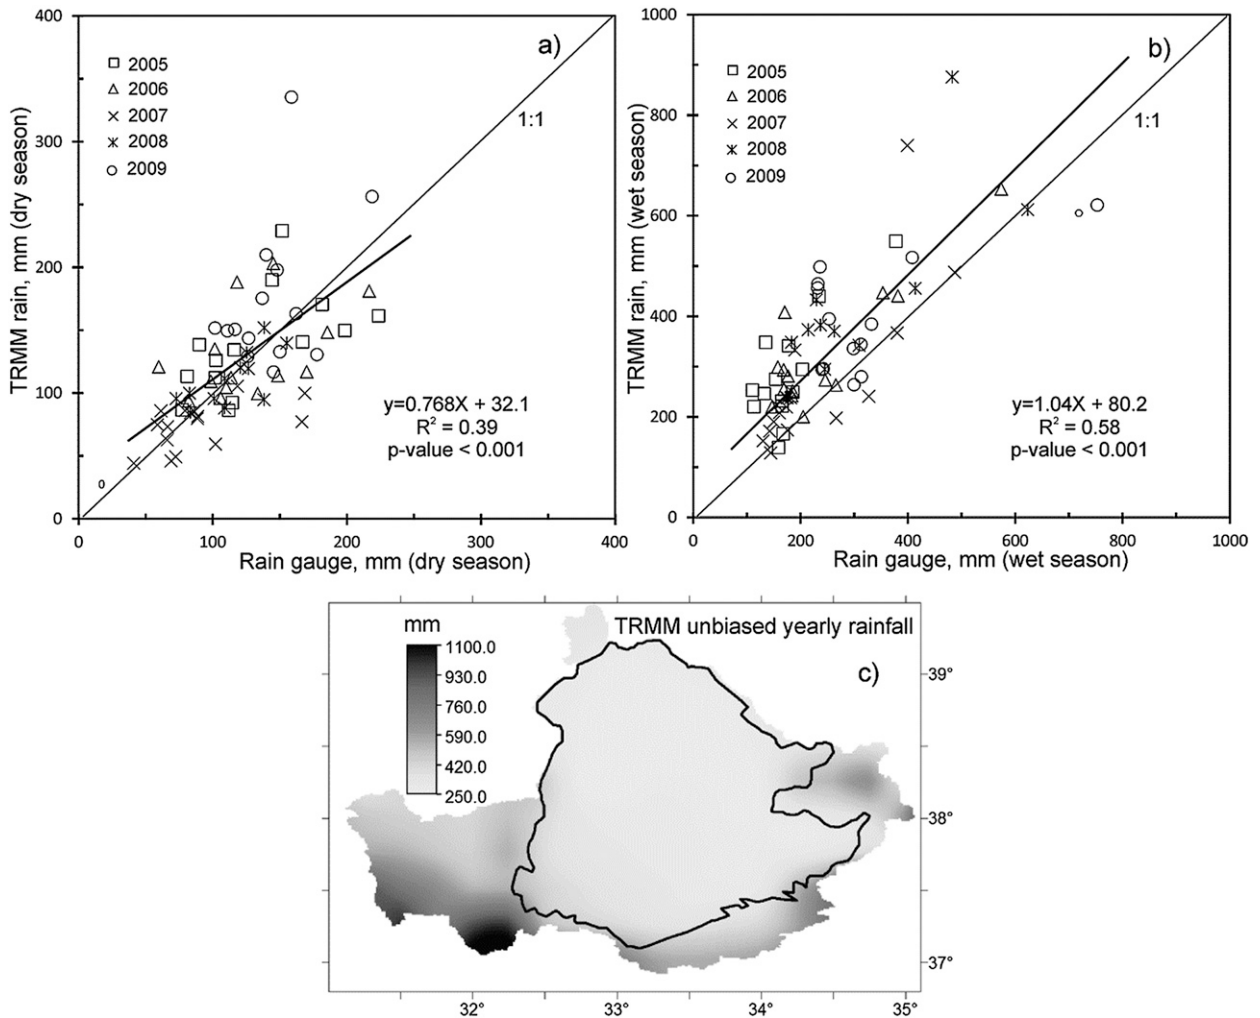 400
300
200
100
0
TRMM rain, mm (dry season)
a)
2005
2006
2007
2008
2009
1:1
y=0.768X + 32.1
R² = 0.39
p-value < 0.001
0 100 200 300 400
Rain gauge, mm (dry season)
1000
800
600
400
200
0
TRMM rain, mm (wet season)
b)
2005
2006
2007
2008
2009
1:1
y=1.04X + 80.2
R² = 0.58
p-value < 0.001
0 200 400 600 800 1000
Rain gauge, mm (wet season)
TRMM unbiased yearly rainfall
c)
mm
1100.0
930.0
760.0
590.0
420.0
250.0
39°
38°
37°
32° 33° 34° 35°